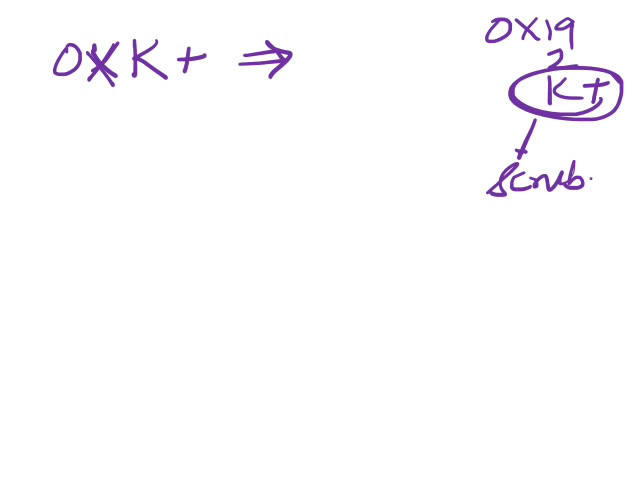 OXK+ ⇒
OX19
2
K+
Scrub.